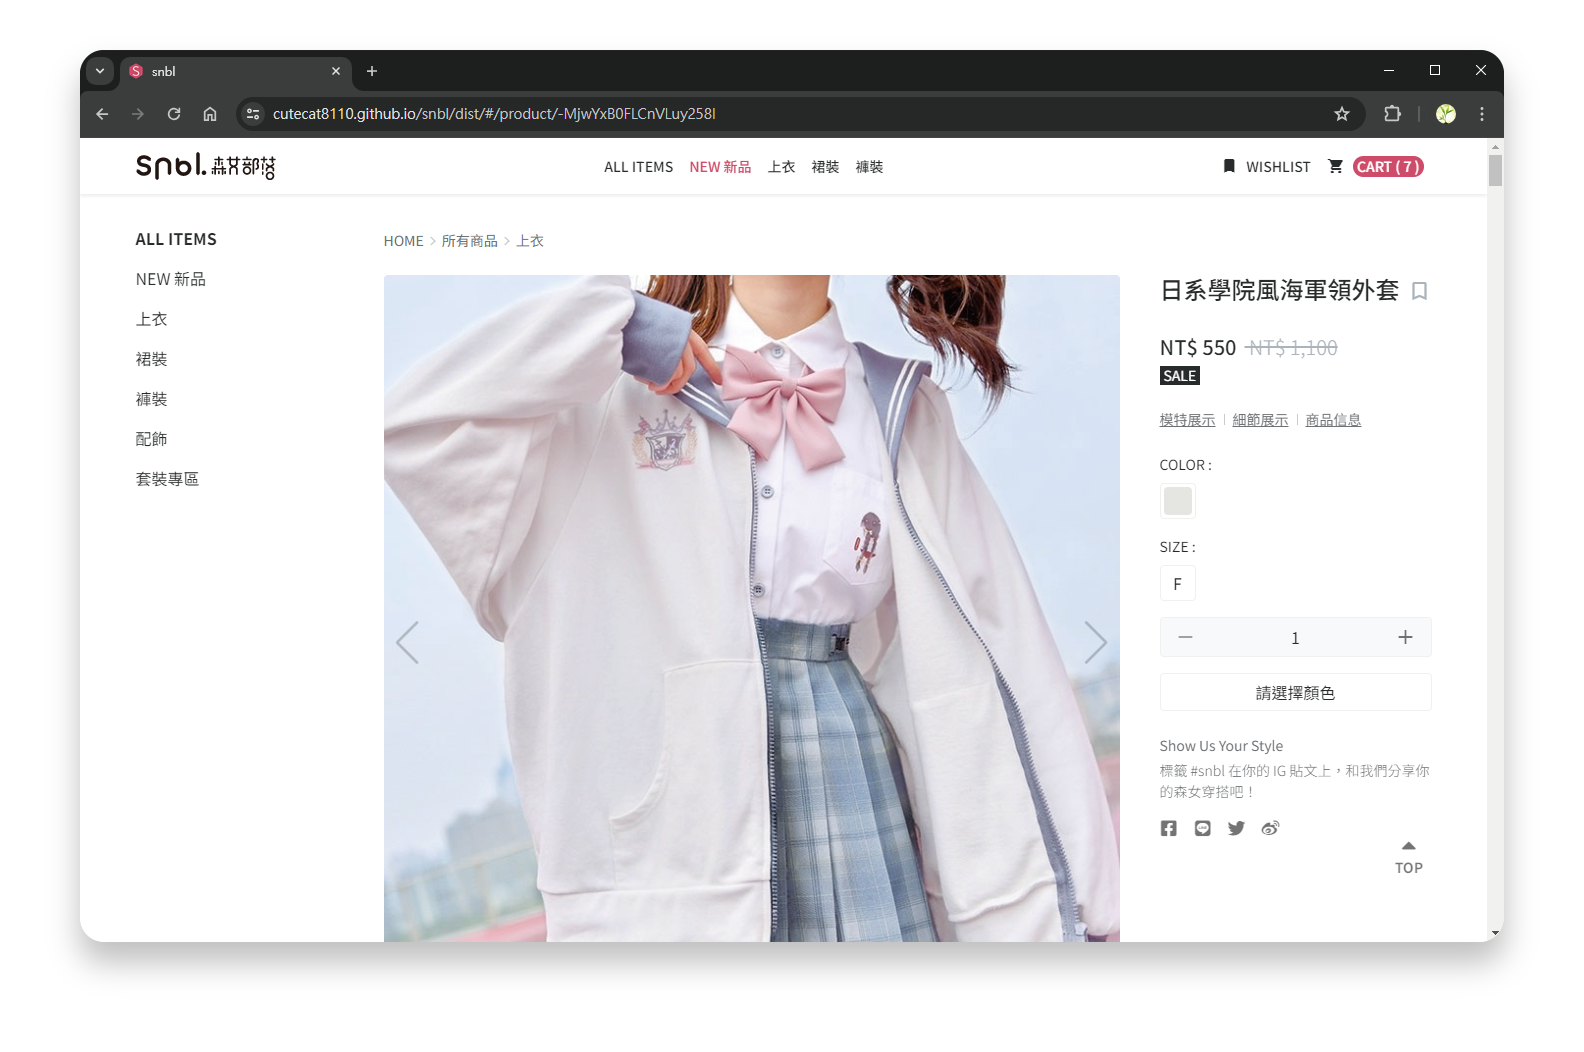 snbl
cutecat8110.github.io/snbl/dist/#/product/-MjwYxB0FLCnVLuy258I
snbl. 森女部落
ALL ITEMS NEW 新品 上衣 裙裝 褲裝
WISHLIST CART ( 7 )
ALL ITEMS
NEW 新品
上衣
裙裝
褲裝
配飾
套裝專區
HOME > 所有商品 > 上衣
日系學院風海軍領外套
NT$ 550 NT$ 1,100
SALE
模特展示 | 細節展示 | 商品信息
COLOR :
SIZE :
F
− 1 +
請選擇顏色
Show Us Your Style
標籤 #snbl 在你的 IG 貼文上，和我們分享你
的森女穿搭吧！
TOP